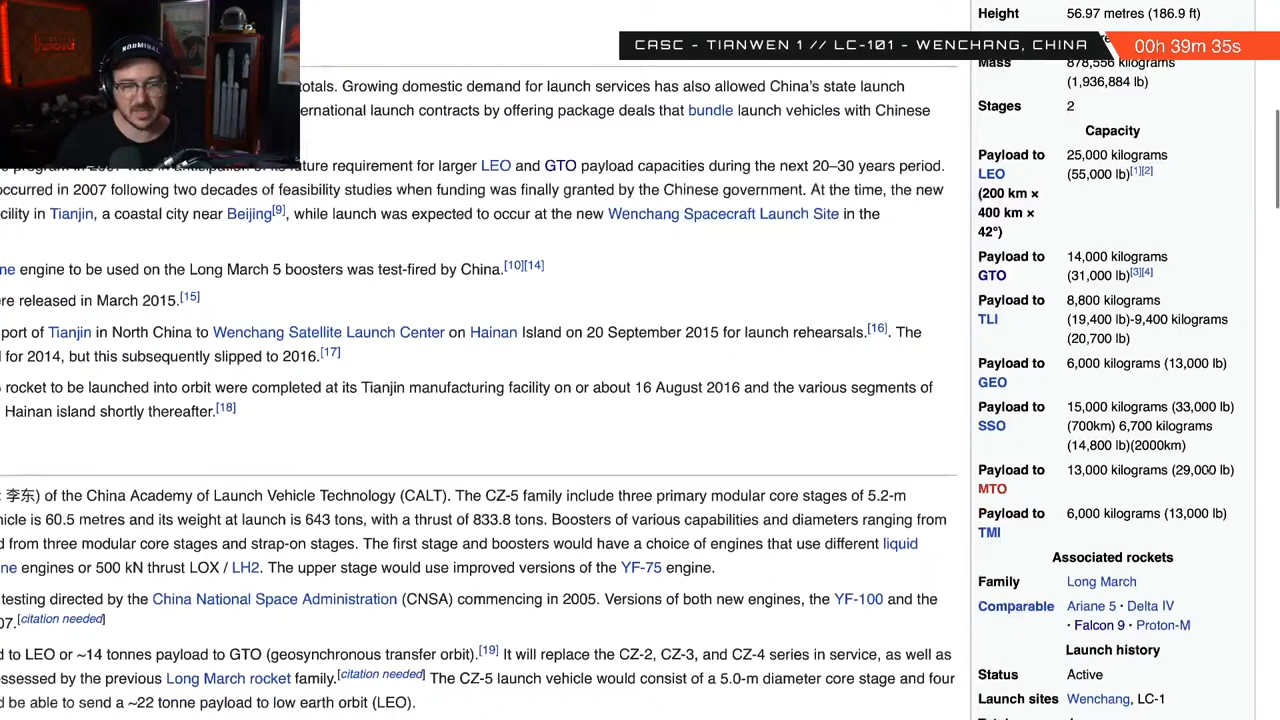 NORMINAL
CASC - TIANWEN 1 // LC-101 - WENCHANG, CHINA
00h 39m 35s
otals. Growing domestic demand for launch services has also allowed China's state launch
ernational launch contracts by offering package deals that bundle launch vehicles with Chinese
uture requirement for larger LEO and GTO payload capacities during the next 20–30 years period.
occurred in 2007 following two decades of feasibility studies when funding was finally granted by the Chinese government. At the time, the new
cility in Tianjin, a coastal city near Beijing[9], while launch was expected to occur at the new Wenchang Spacecraft Launch Site in the
ne engine to be used on the Long March 5 boosters was test-fired by China.[10][14]
ere released in March 2015.[15]
port of Tianjin in North China to Wenchang Satellite Launch Center on Hainan Island on 20 September 2015 for launch rehearsals.[16]. The
l for 2014, but this subsequently slipped to 2016.[17]
rocket to be launched into orbit were completed at its Tianjin manufacturing facility on or about 16 August 2016 and the various segments of
Hainan island shortly thereafter.[18]
: 李东) of the China Academy of Launch Vehicle Technology (CALT). The CZ-5 family include three primary modular core stages of 5.2-m
hicle is 60.5 metres and its weight at launch is 643 tons, with a thrust of 833.8 tons. Boosters of various capabilities and diameters ranging from
d from three modular core stages and strap-on stages. The first stage and boosters would have a choice of engines that use different liquid
ne engines or 500 kN thrust LOX / LH2. The upper stage would use improved versions of the YF-75 engine.
testing directed by the China National Space Administration (CNSA) commencing in 2005. Versions of both new engines, the YF-100 and the
07.[citation needed]
d to LEO or ~14 tonnes payload to GTO (geosynchronous transfer orbit).[19] It will replace the CZ-2, CZ-3, and CZ-4 series in service, as well as
ossessed by the previous Long March rocket family.[citation needed] The CZ-5 launch vehicle would consist of a 5.0-m diameter core stage and four
d be able to send a ~22 tonne payload to low earth orbit (LEO).
Height 56.97 metres (186.9 ft)
Mass 878,556 kilograms
(1,936,884 lb)
Stages 2
Capacity
Payload to 25,000 kilograms
LEO (55,000 lb)[1][2]
(200 km ×
400 km ×
42°)
Payload to 14,000 kilograms
GTO (31,000 lb)[3][4]
Payload to 8,800 kilograms
TLI (19,400 lb)-9,400 kilograms
(20,700 lb)
Payload to 6,000 kilograms (13,000 lb)
GEO
Payload to 15,000 kilograms (33,000 lb)
SSO (700km) 6,700 kilograms
(14,800 lb)(2000km)
Payload to 13,000 kilograms (29,000 lb)
MTO
Payload to 6,000 kilograms (13,000 lb)
TMI
Associated rockets
Family Long March
Comparable Ariane 5 · Delta IV
· Falcon 9 · Proton-M
Launch history
Status Active
Launch sites Wenchang, LC-1